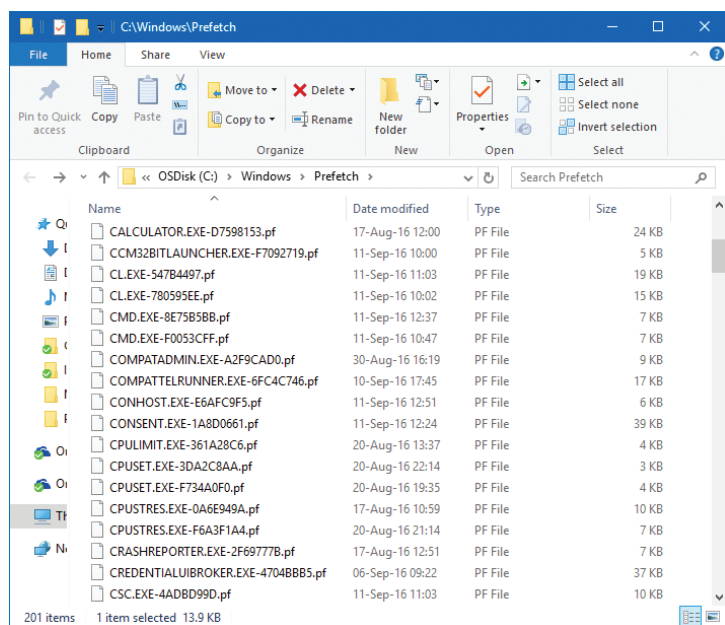 C:\Windows\Prefetch
File Home Share View
Pin to Quick access
Copy
Paste
Clipboard
Move to
Copy to
Delete
Rename
Organize
New folder
New
Properties
Open
Select all
Select none
Invert selection
Select
« OSDisk (C:) > Windows > Prefetch >
Search Prefetch
Name Date modified Type Size
CALCULATOR.EXE-D7598153.pf 17-Aug-16 12:00 PF File 24 KB
CCM32BITLAUNCHER.EXE-F7092719.pf 11-Sep-16 10:00 PF File 5 KB
CL.EXE-547B4497.pf 11-Sep-16 11:03 PF File 19 KB
CL.EXE-780595EE.pf 11-Sep-16 10:02 PF File 15 KB
CMD.EXE-8E75B5BB.pf 11-Sep-16 12:37 PF File 7 KB
CMD.EXE-F0053CFF.pf 11-Sep-16 10:47 PF File 7 KB
COMPATADMIN.EXE-A2F9CAD0.pf 30-Aug-16 16:19 PF File 9 KB
COMPATTELRUNNER.EXE-6FC4C746.pf 10-Sep-16 17:45 PF File 17 KB
CONHOST.EXE-E6AFC9F5.pf 11-Sep-16 12:51 PF File 6 KB
CONSENT.EXE-1A8D0661.pf 11-Sep-16 12:24 PF File 39 KB
CPULIMIT.EXE-361A28C6.pf 20-Aug-16 13:37 PF File 4 KB
CPUSET.EXE-3DA2C8AA.pf 20-Aug-16 22:14 PF File 3 KB
CPUSET.EXE-F734A0F0.pf 20-Aug-16 19:35 PF File 4 KB
CPUSTRES.EXE-0A6E949A.pf 17-Aug-16 10:59 PF File 10 KB
CPUSTRES.EXE-F6A3F1A4.pf 20-Aug-16 21:14 PF File 7 KB
CRASHREPORTER.EXE-2F69777B.pf 17-Aug-16 12:51 PF File 7 KB
CREDENTIALUIBROKER.EXE-4704BBB5.pf 06-Sep-16 09:22 PF File 37 KB
CSC.EXE-4ADBD99D.pf 11-Sep-16 11:03 PF File 10 KB
201 items 1 item selected 13.9 KB